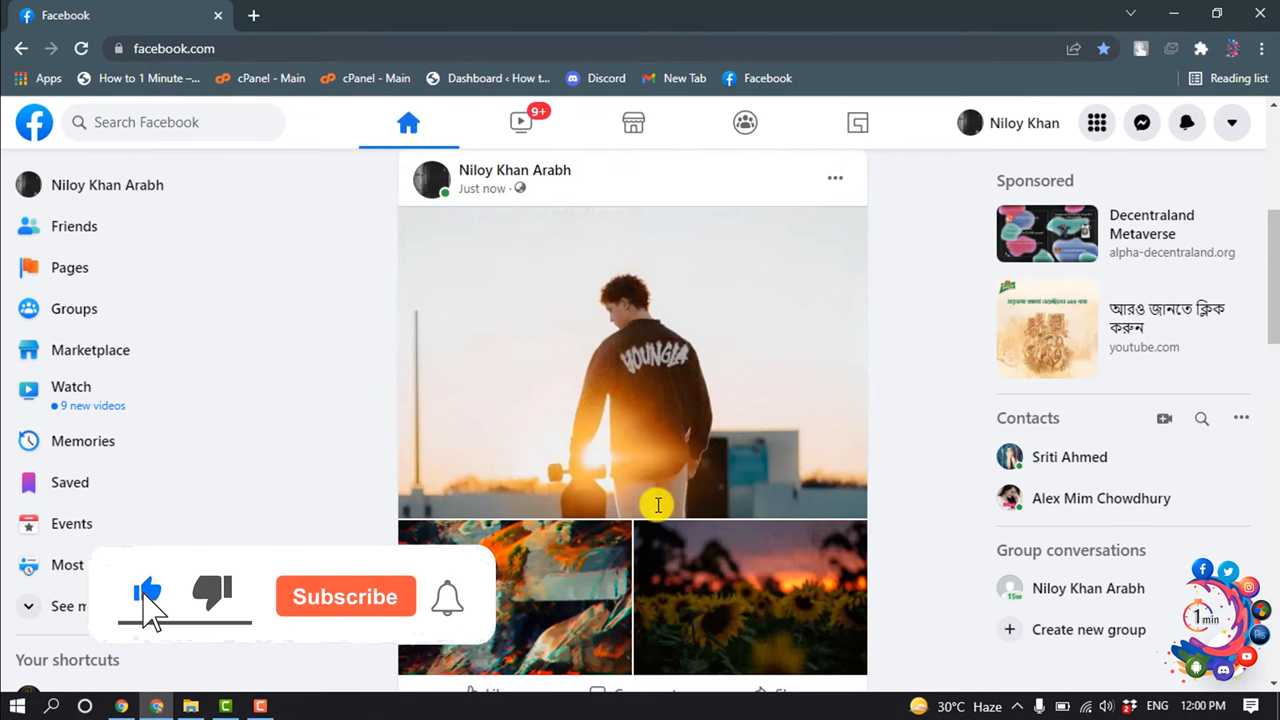 Facebook
facebook.com
Apps
How to 1 Minute –...
cPanel - Main
cPanel - Main
Dashboard ‹ How t...
Discord
New Tab
Facebook
Reading list
Search Facebook
9+
Niloy Khan
Niloy Khan Arabh
Friends
Pages
Groups
Marketplace
Watch
9 new videos
Memories
Saved
Events
Most
See m
Your shortcuts
Niloy Khan Arabh
Just now ·
YOUNGLA
Subscribe
Sponsored
Decentraland
Metaverse
alpha-decentraland.org
আরও জানতে ক্লিক
করুন
youtube.com
Contacts
Sriti Ahmed
Alex Mim Chowdhury
Group conversations
15w
Niloy Khan Arabh
Create new group
1 min
30°C Haze
ENG
12:00 PM